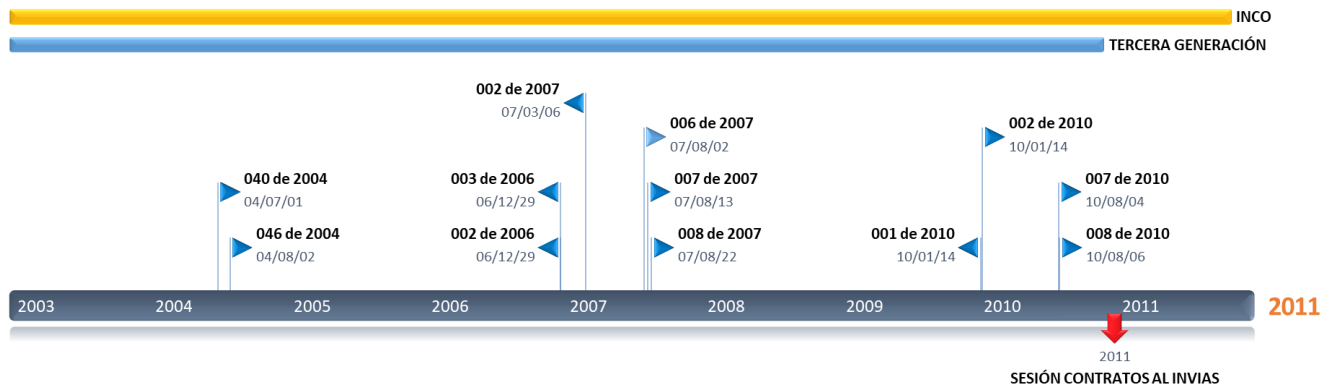 INCO
TERCERA GENERACIÓN
002 de 2007
07/03/06
006 de 2007
07/08/02
002 de 2010
10/01/14
040 de 2004
04/07/01
003 de 2006
06/12/29
007 de 2007
07/08/13
007 de 2010
10/08/04
046 de 2004
04/08/02
002 de 2006
06/12/29
008 de 2007
07/08/22
001 de 2010
10/01/14
008 de 2010
10/08/06
2003 2004 2005 2006 2007 2008 2009 2010 2011 2011
2011
SESIÓN CONTRATOS AL INVIAS